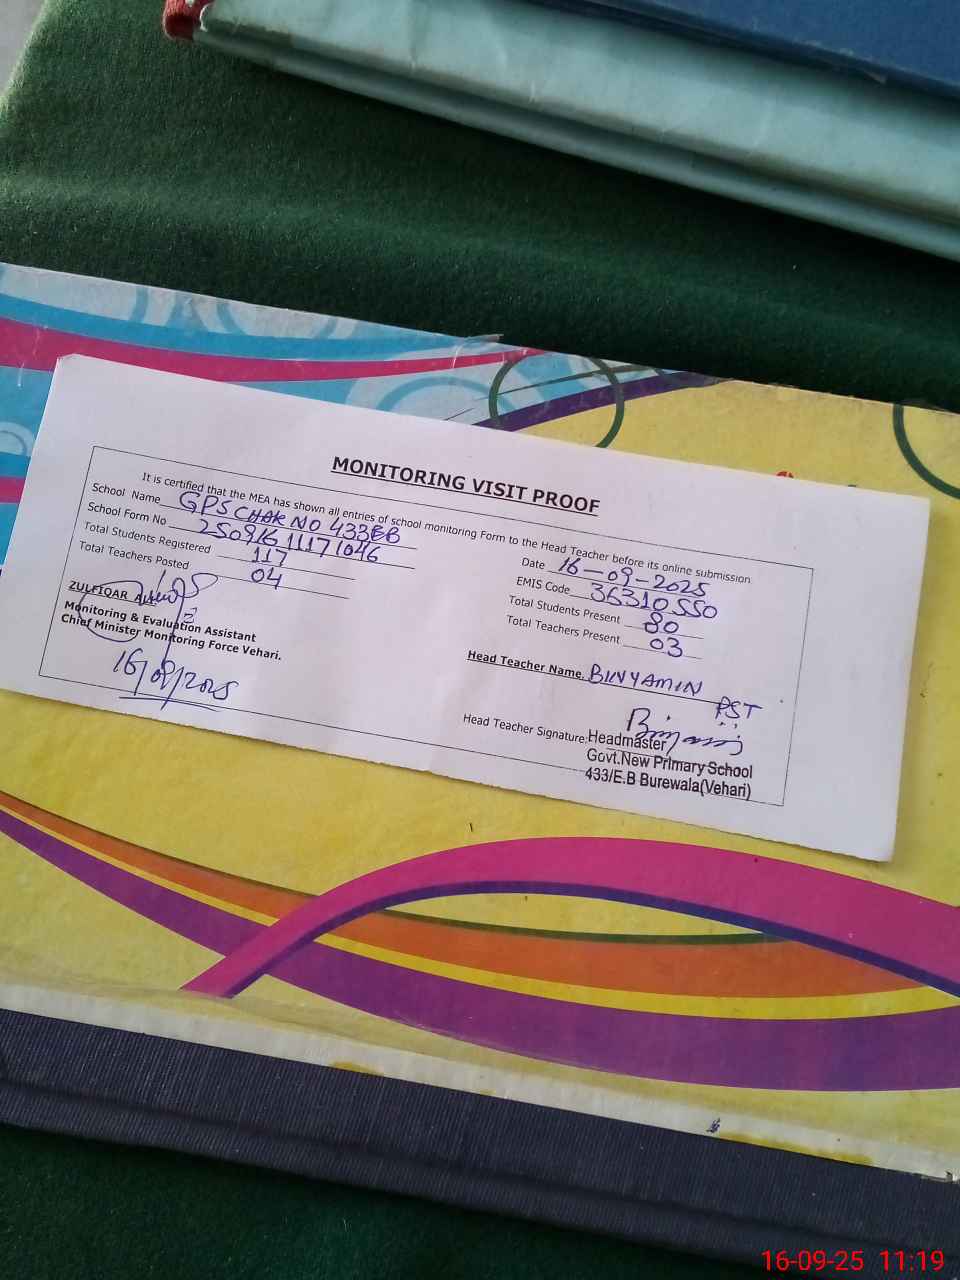 MONITORING VISIT PROOF
It is certified that the MEA has shown all entries of school monitoring Form to the Head Teacher before its online submission
School Name GPS CHAK NO 433EB
Date 16-09-2025
School Form No 25091611171046
EMIS Code 36310550
Total Students Registered 117
Total Students Present 80
Total Teachers Posted 04
Total Teachers Present 03
ZULFIQAR ALI
Monitoring & Evaluation Assistant
Chief Minister Monitoring Force Vehari.
16/09/2025
Head Teacher Name. BUNYAMIN
PST
Head Teacher Signature:
Headmaster
Govt.New Primary School
433/E.B Burewala(Vehari)
16-09-25 11:19